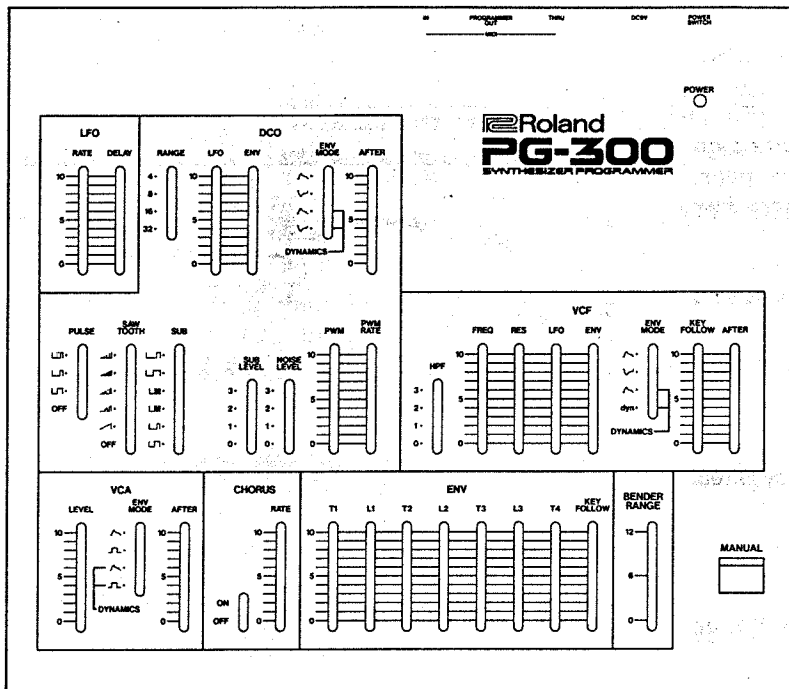 IN PROGRAMMER OUT THRU DC9V POWER SWITCH
MIDI
POWER
Roland
PG-300
SYNTHESIZER PROGRAMMER
LFO
RATE DELAY
10
5
0
DCO
RANGE LFO ENV ENV MODE AFTER
4
8
16
32
10
5
0
DYNAMICS
10
5
0
PULSE SAW TOOTH SUB
OFF
OFF
SUB LEVEL NOISE LEVEL
3 3
2 2
1 1
0 0
PWM PWM RATE
10
5
0
VCF
HPF FREQ RES LFO ENV ENV MODE KEY FOLLOW AFTER
3
2
1
0
10
5
0
dyn
DYNAMICS
10
5
0
VCA
LEVEL ENV MODE AFTER
10
5
0
DYNAMICS
10
5
0
CHORUS
RATE
ON
OFF
10
5
0
ENV
T1 L1 T2 L2 T3 L3 T4 KEY FOLLOW
10
5
0
BENDER RANGE
12
6
0
MANUAL